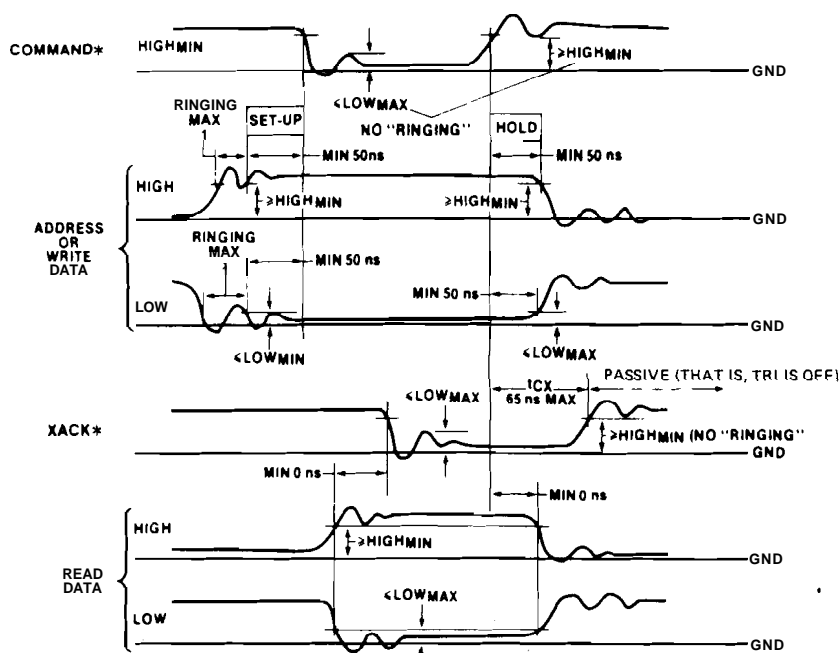 COMMAND*
HIGHMIN
≥HIGHMIN
GND
≤LOWMAX
NO "RINGING"
RINGING
MAX
SET-UP
HOLD
MIN 50ns
MIN 50 ns
HIGH
≥HIGHMIN
≥HIGHMIN
GND
ADDRESS
OR
WRITE
DATA
RINGING
MAX
MIN 50 ns
MIN 50 ns
LOW
GND
≤LOWMIN
≤LOWMAX
tCX
65 ns MAX
PASSIVE (THAT IS, TRI IS OFF)
XACK*
≤LOWMAX
≥HIGHMIN (NO "RINGING"
GND
MIN 0 ns
MIN 0 ns
HIGH
≥HIGHMIN
GND
READ
DATA
≤LOWMAX
LOW
GND